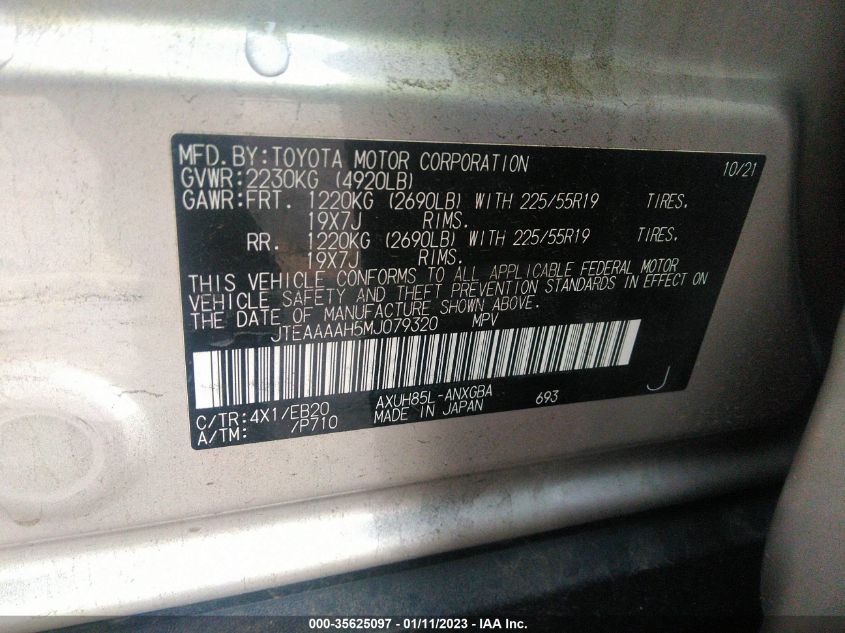 MFD.BY:TOYOTA MOTOR CORPORATION 10/21
GVWR:2230KG (4920LB)
GAWR:FRT. 1220KG (2690LB) WITH 225/55R19 TIRES.
19X7J RIMS.
RR. 1220KG (2690LB) WITH 225/55R19 TIRES.
19X7J RIMS.
THIS VEHICLE CONFORMS TO ALL APPLICABLE FEDERAL MOTOR
VEHICLE SAFETY AND THEFT PREVENTION STANDARDS IN EFFECT ON
THE DATE OF MANUFACTURE SHOWN ABOVE.
JTEAAAAH5MJ079320 MPV
C/TR:4X1/EB20 AXUH85L-ANXGBA 693 J
A/TM: /P710 MADE IN JAPAN
000-35625097 - 01/11/2023 - IAA Inc.